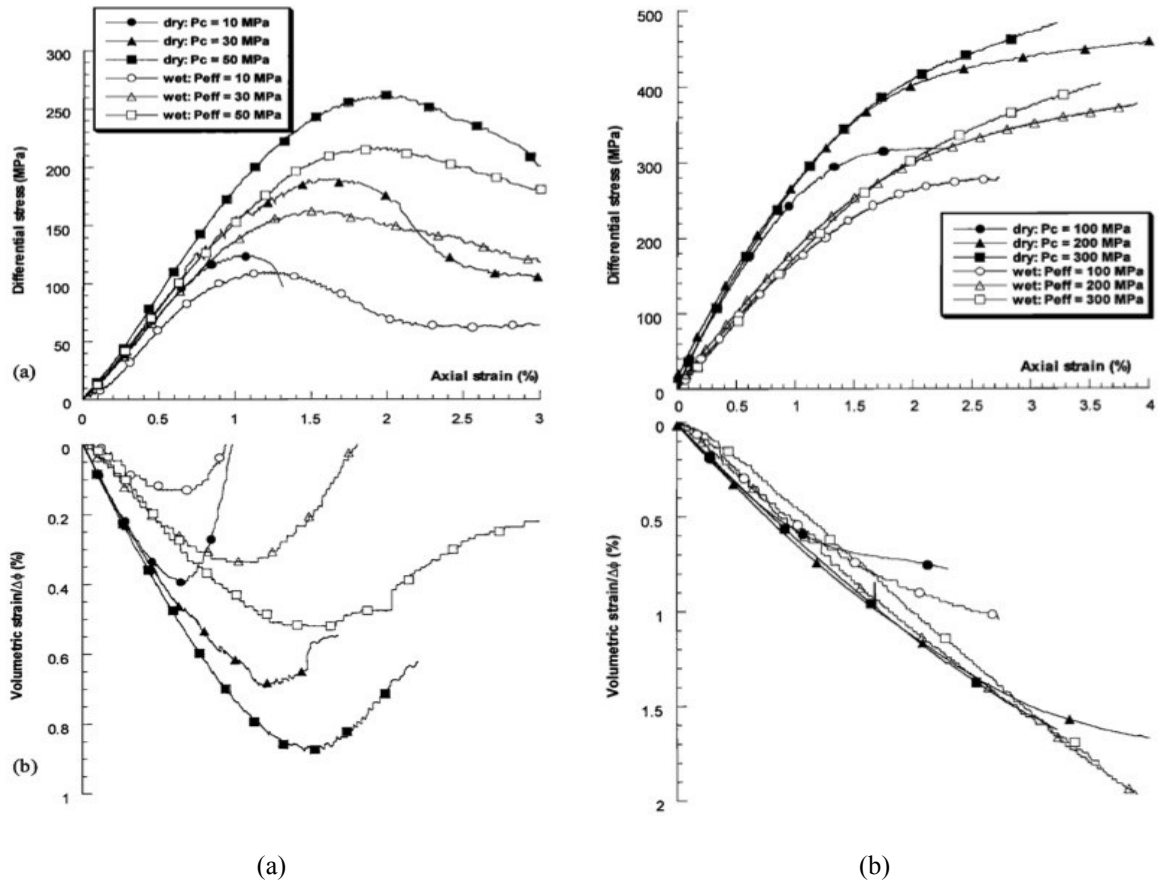 dry: Pc = 10 MPa
dry: Pc = 30 MPa
dry: Pc = 50 MPa
wet: Peff = 10 MPa
wet: Peff = 30 MPa
wet: Peff = 50 MPa
300
250
200
150
100
50
0
Differential stress (MPa)
(a)
Axial strain (%)
0 0.5 1 1.5 2 2.5 3
0
0.2
0.4
0.6
0.8
1
Volumetric strain/Δϕ (%)
(b)
(a)
500
400
300
200
100
0
Differential stress (MPa)
dry: Pc = 100 MPa
dry: Pc = 200 MPa
dry: Pc = 300 MPa
wet: Peff = 100 MPa
wet: Peff = 200 MPa
wet: Peff = 300 MPa
Axial strain (%)
0 0.5 1 1.5 2 2.5 3 3.5 4
0
0.5
1
1.5
2
Volumetric strain/Δϕ (%)
(b)